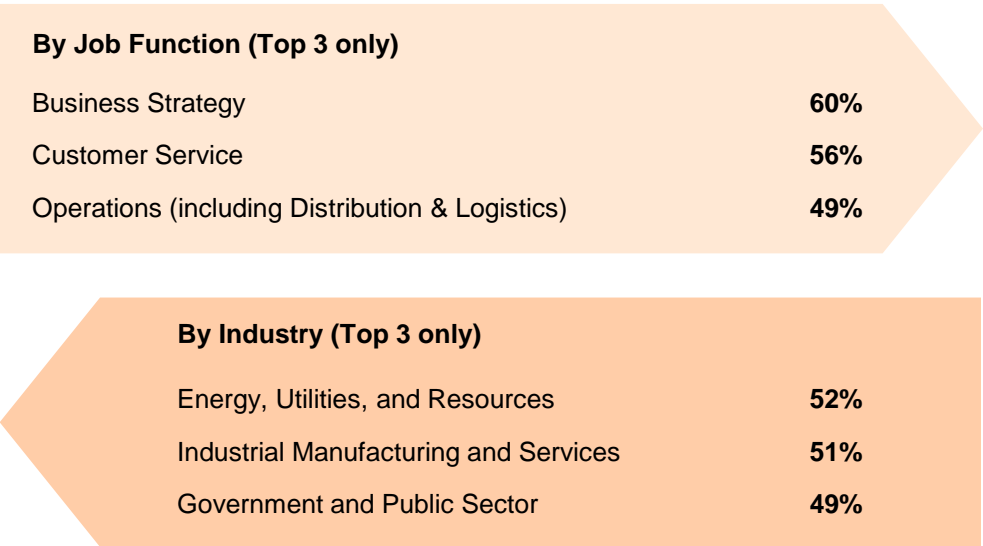 By Job Function (Top 3 only)
Business Strategy 60%
Customer Service 56%
Operations (including Distribution & Logistics) 49%
By Industry (Top 3 only)
Energy, Utilities, and Resources 52%
Industrial Manufacturing and Services 51%
Government and Public Sector 49%